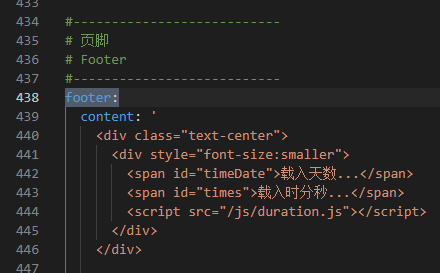 433
434 #---------------------------
435 # 页脚
436 # Footer
437 #---------------------------
438 footer:
439 content: '
440 <div class="text-center">
441 <div style="font-size:smaller">
442 <span id="timeDate">载入天数...</span>
443 <span id="times">载入时分秒...</span>
444 <script src="/js/duration.js"></script>
445 </div>
446 </div>
447